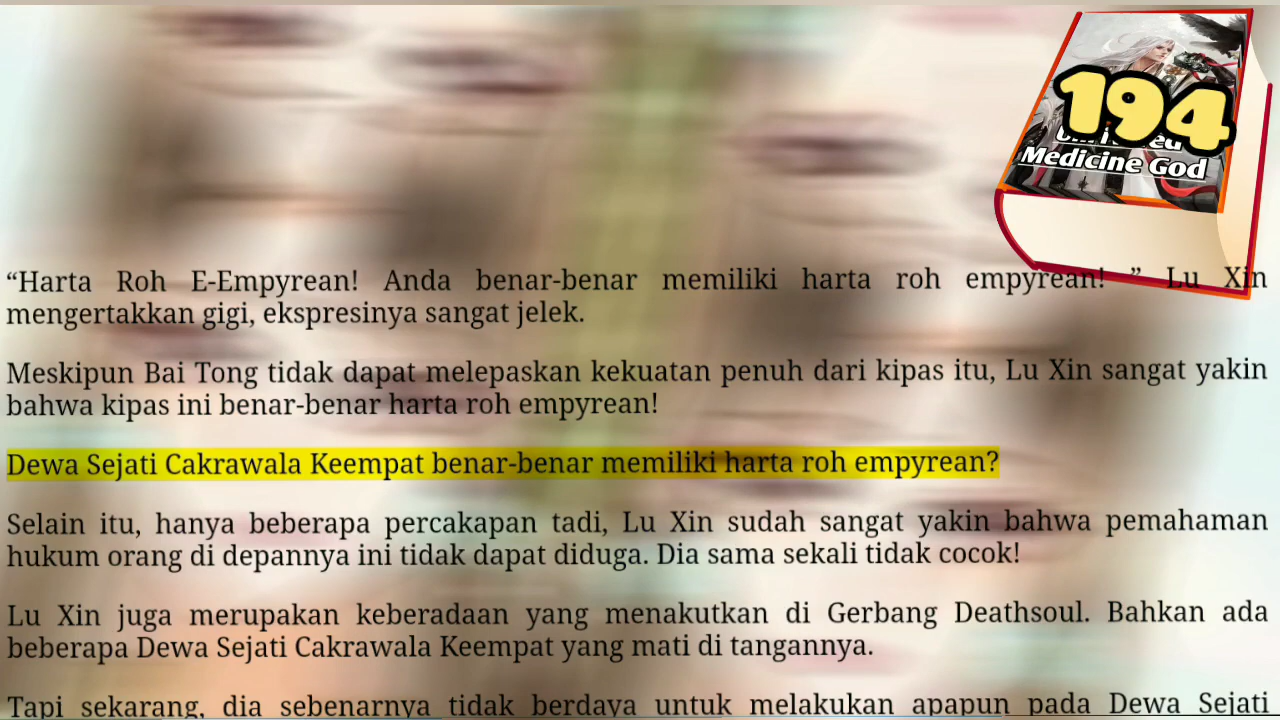 194
Medicine God
“Harta Roh E-Empyrean! Anda benar-benar memiliki harta roh empyrean! ” Lu Xin
mengertakkan gigi, ekspresinya sangat jelek.
Meskipun Bai Tong tidak dapat melepaskan kekuatan penuh dari kipas itu, Lu Xin sangat yakin
bahwa kipas ini benar-benar harta roh empyrean!
Dewa Sejati Cakrawala Keempat benar-benar memiliki harta roh empyrean?
Selain itu, hanya beberapa percakapan tadi, Lu Xin sudah sangat yakin bahwa pemahaman
hukum orang di depannya ini tidak dapat diduga. Dia sama sekali tidak cocok!
Lu Xin juga merupakan keberadaan yang menakutkan di Gerbang Deathsoul. Bahkan ada
beberapa Dewa Sejati Cakrawala Keempat yang mati di tangannya.
Tapi sekarang, dia sebenarnya tidak berdaya untuk melakukan apapun pada Dewa Sejati